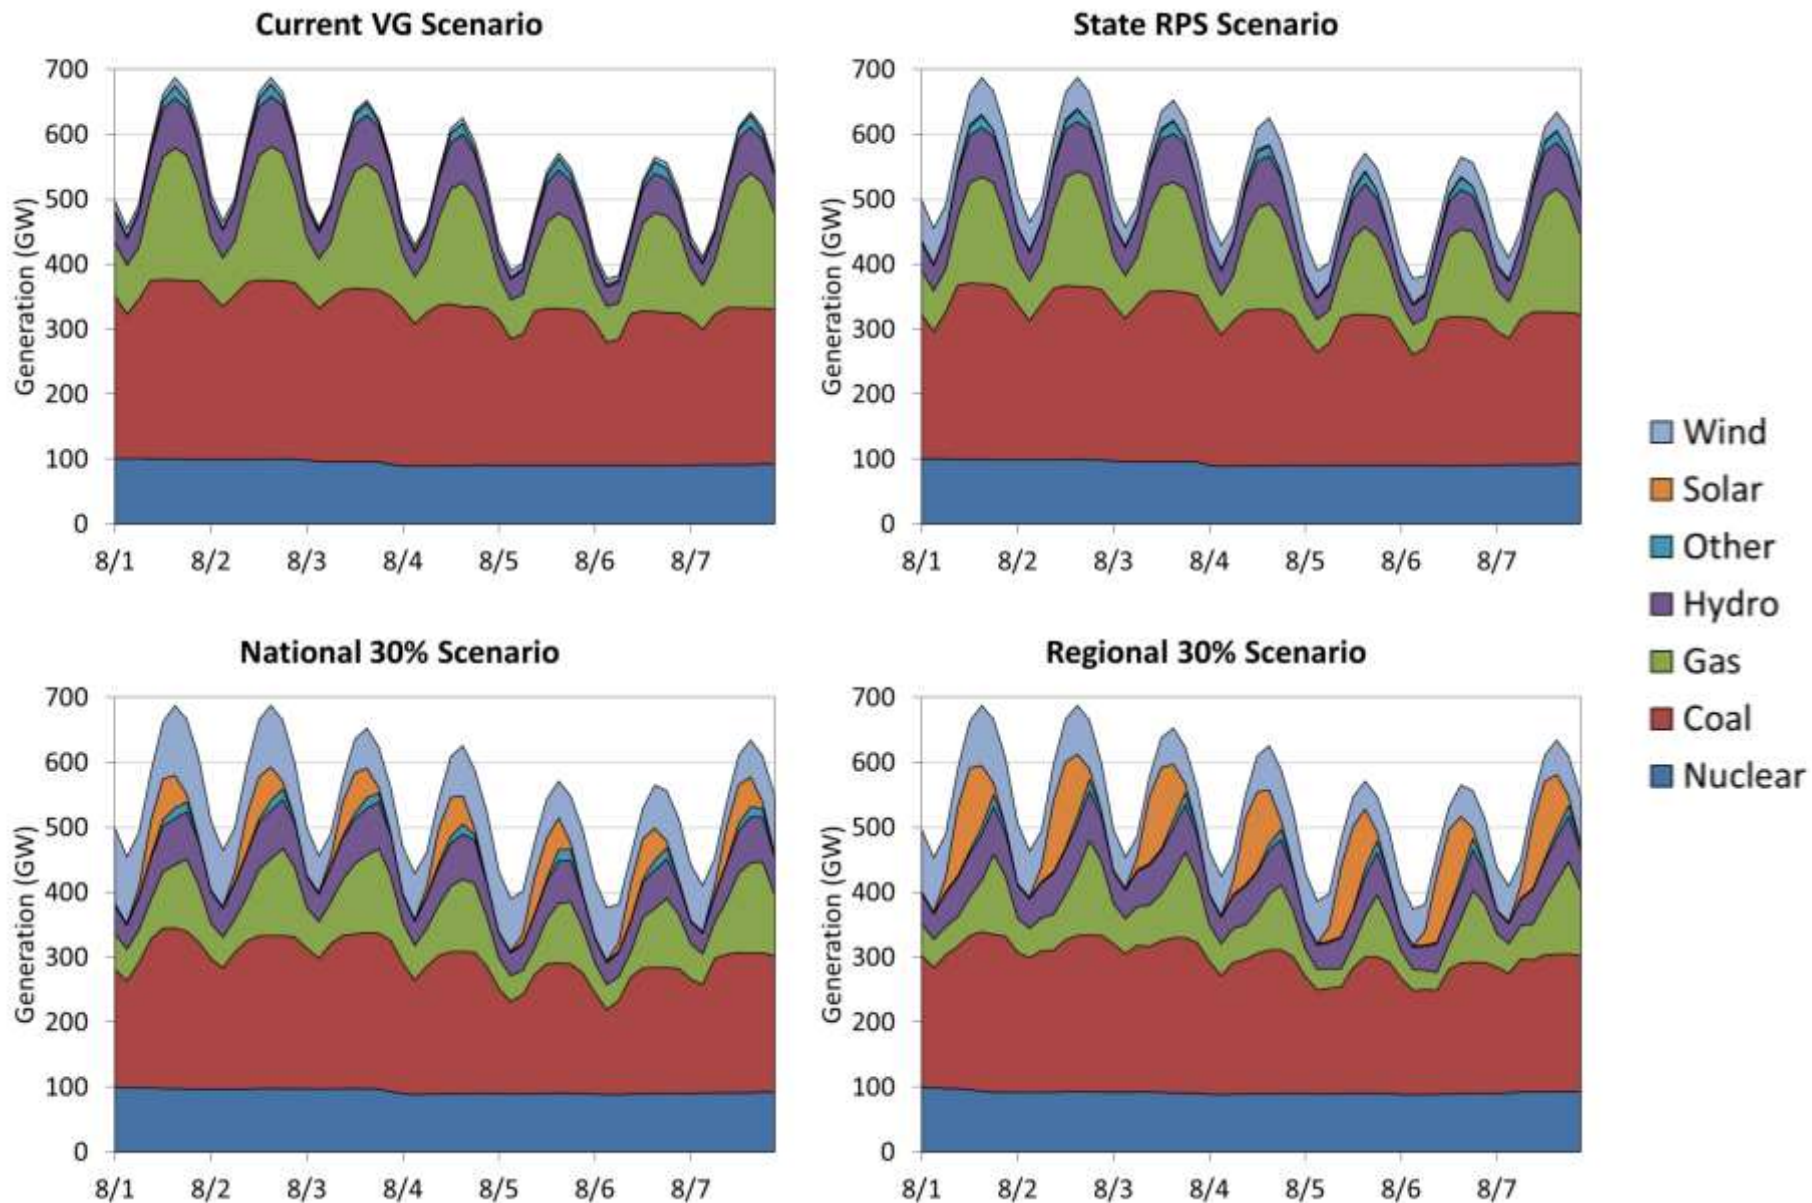 Current VG Scenario
Generation (GW)
700
600
500
400
300
200
100
0
8/1 8/2 8/3 8/4 8/5 8/6 8/7
State RPS Scenario
Generation (GW)
700
600
500
400
300
200
100
0
8/1 8/2 8/3 8/4 8/5 8/6 8/7
National 30% Scenario
Generation (GW)
700
600
500
400
300
200
100
0
8/1 8/2 8/3 8/4 8/5 8/6 8/7
Regional 30% Scenario
Generation (GW)
700
600
500
400
300
200
100
0
8/1 8/2 8/3 8/4 8/5 8/6 8/7
Wind
Solar
Other
Hydro
Gas
Coal
Nuclear